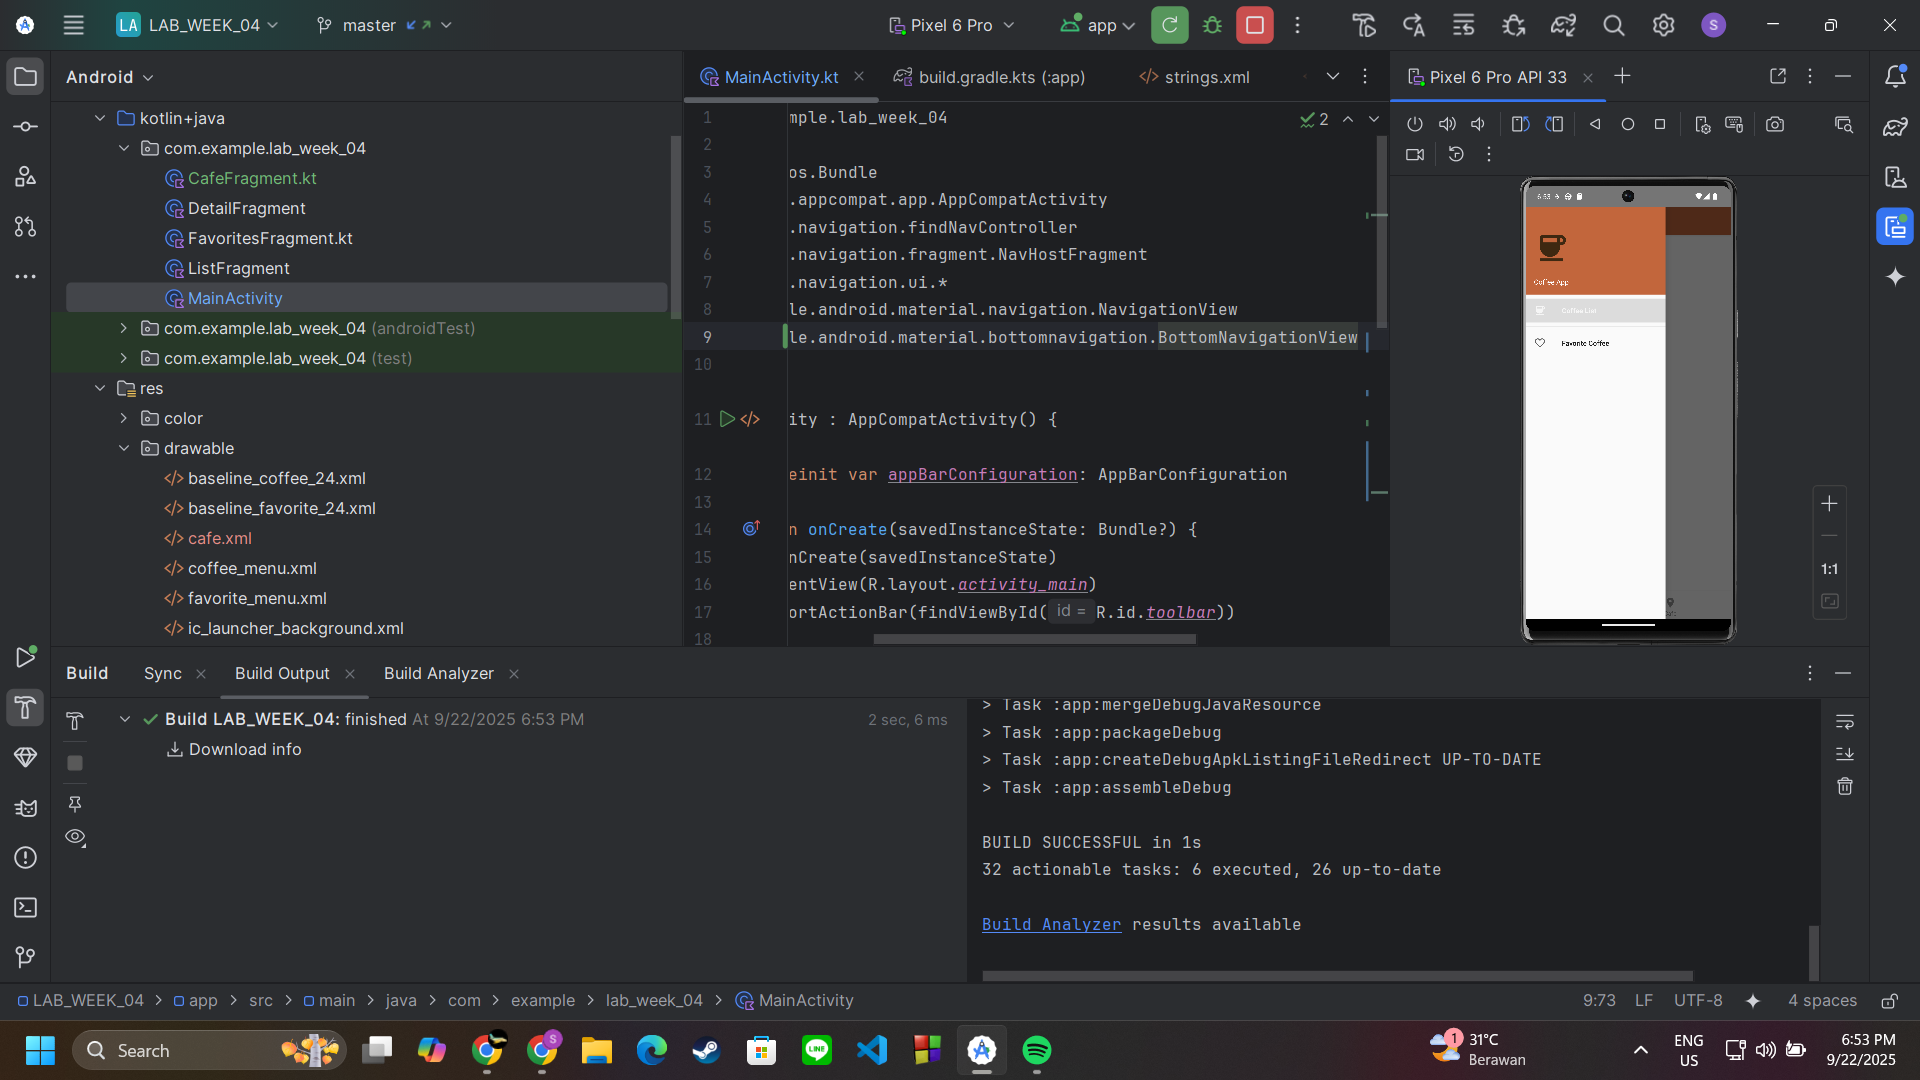 LA LAB_WEEK_04
master
Pixel 6 Pro
app
S
Android
kotlin+java
com.example.lab_week_04
CafeFragment.kt
DetailFragment
FavoritesFragment.kt
ListFragment
MainActivity
com.example.lab_week_04 (androidTest)
com.example.lab_week_04 (test)
res
color
drawable
baseline_coffee_24.xml
baseline_favorite_24.xml
cafe.xml
coffee_menu.xml
favorite_menu.xml
ic_launcher_background.xml
MainActivity.kt
build.gradle.kts (:app)
strings.xml
2
1 mple.lab_week_04
2
3 os.Bundle
4 .appcompat.app.AppCompatActivity
5 .navigation.findNavController
6 .navigation.fragment.NavHostFragment
7 .navigation.ui.*
8 le.android.material.navigation.NavigationView
9 le.android.material.bottomnavigation.BottomNavigationView
10
11 ity : AppCompatActivity() {
12 einit var appBarConfiguration: AppBarConfiguration
13
14 n onCreate(savedInstanceState: Bundle?) {
15 nCreate(savedInstanceState)
16 entView(R.layout.activity_main)
17 ortActionBar(findViewById( id = R.id.toolbar))
18
Pixel 6 Pro API 33
6:53
Coffee App
Coffee List
Favorite Coffee
1:1
Build
Sync
Build Output
Build Analyzer
Build LAB_WEEK_04: finished At 9/22/2025 6:53 PM
2 sec, 6 ms
Download info
> Task :app:mergeDebugJavaResource
> Task :app:packageDebug
> Task :app:createDebugApkListingFileRedirect UP-TO-DATE
> Task :app:assembleDebug
BUILD SUCCESSFUL in 1s
32 actionable tasks: 6 executed, 26 up-to-date
Build Analyzer results available
LAB_WEEK_04 > app > src > main > java > com > example > lab_week_04 > MainActivity
9:73
LF
UTF-8
4 spaces
Search
S
LINE
1
31°C
Berawan
ENG
US
6:53 PM
9/22/2025